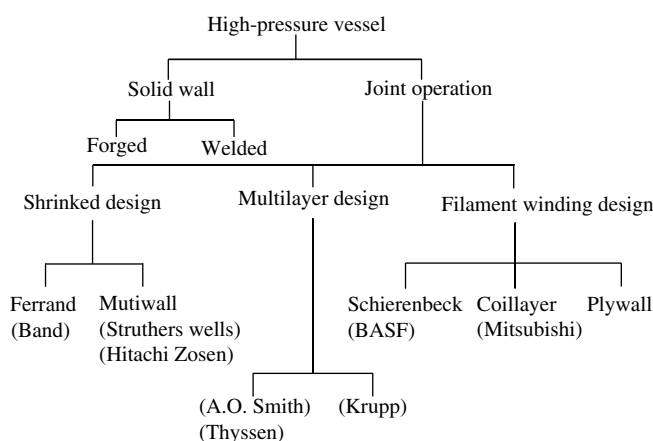 High-pressure vessel
Solid wall
Joint operation
Forged
Welded
Shrinked design
Multilayer design
Filament winding design
Ferrand
(Band)
Mutiwall
(Struthers wells)
(Hitachi Zosen)
Schierenbeck
(BASF)
Coillayer
(Mitsubishi)
Plywall
(A.O. Smith)
(Thyssen)
(Krupp)